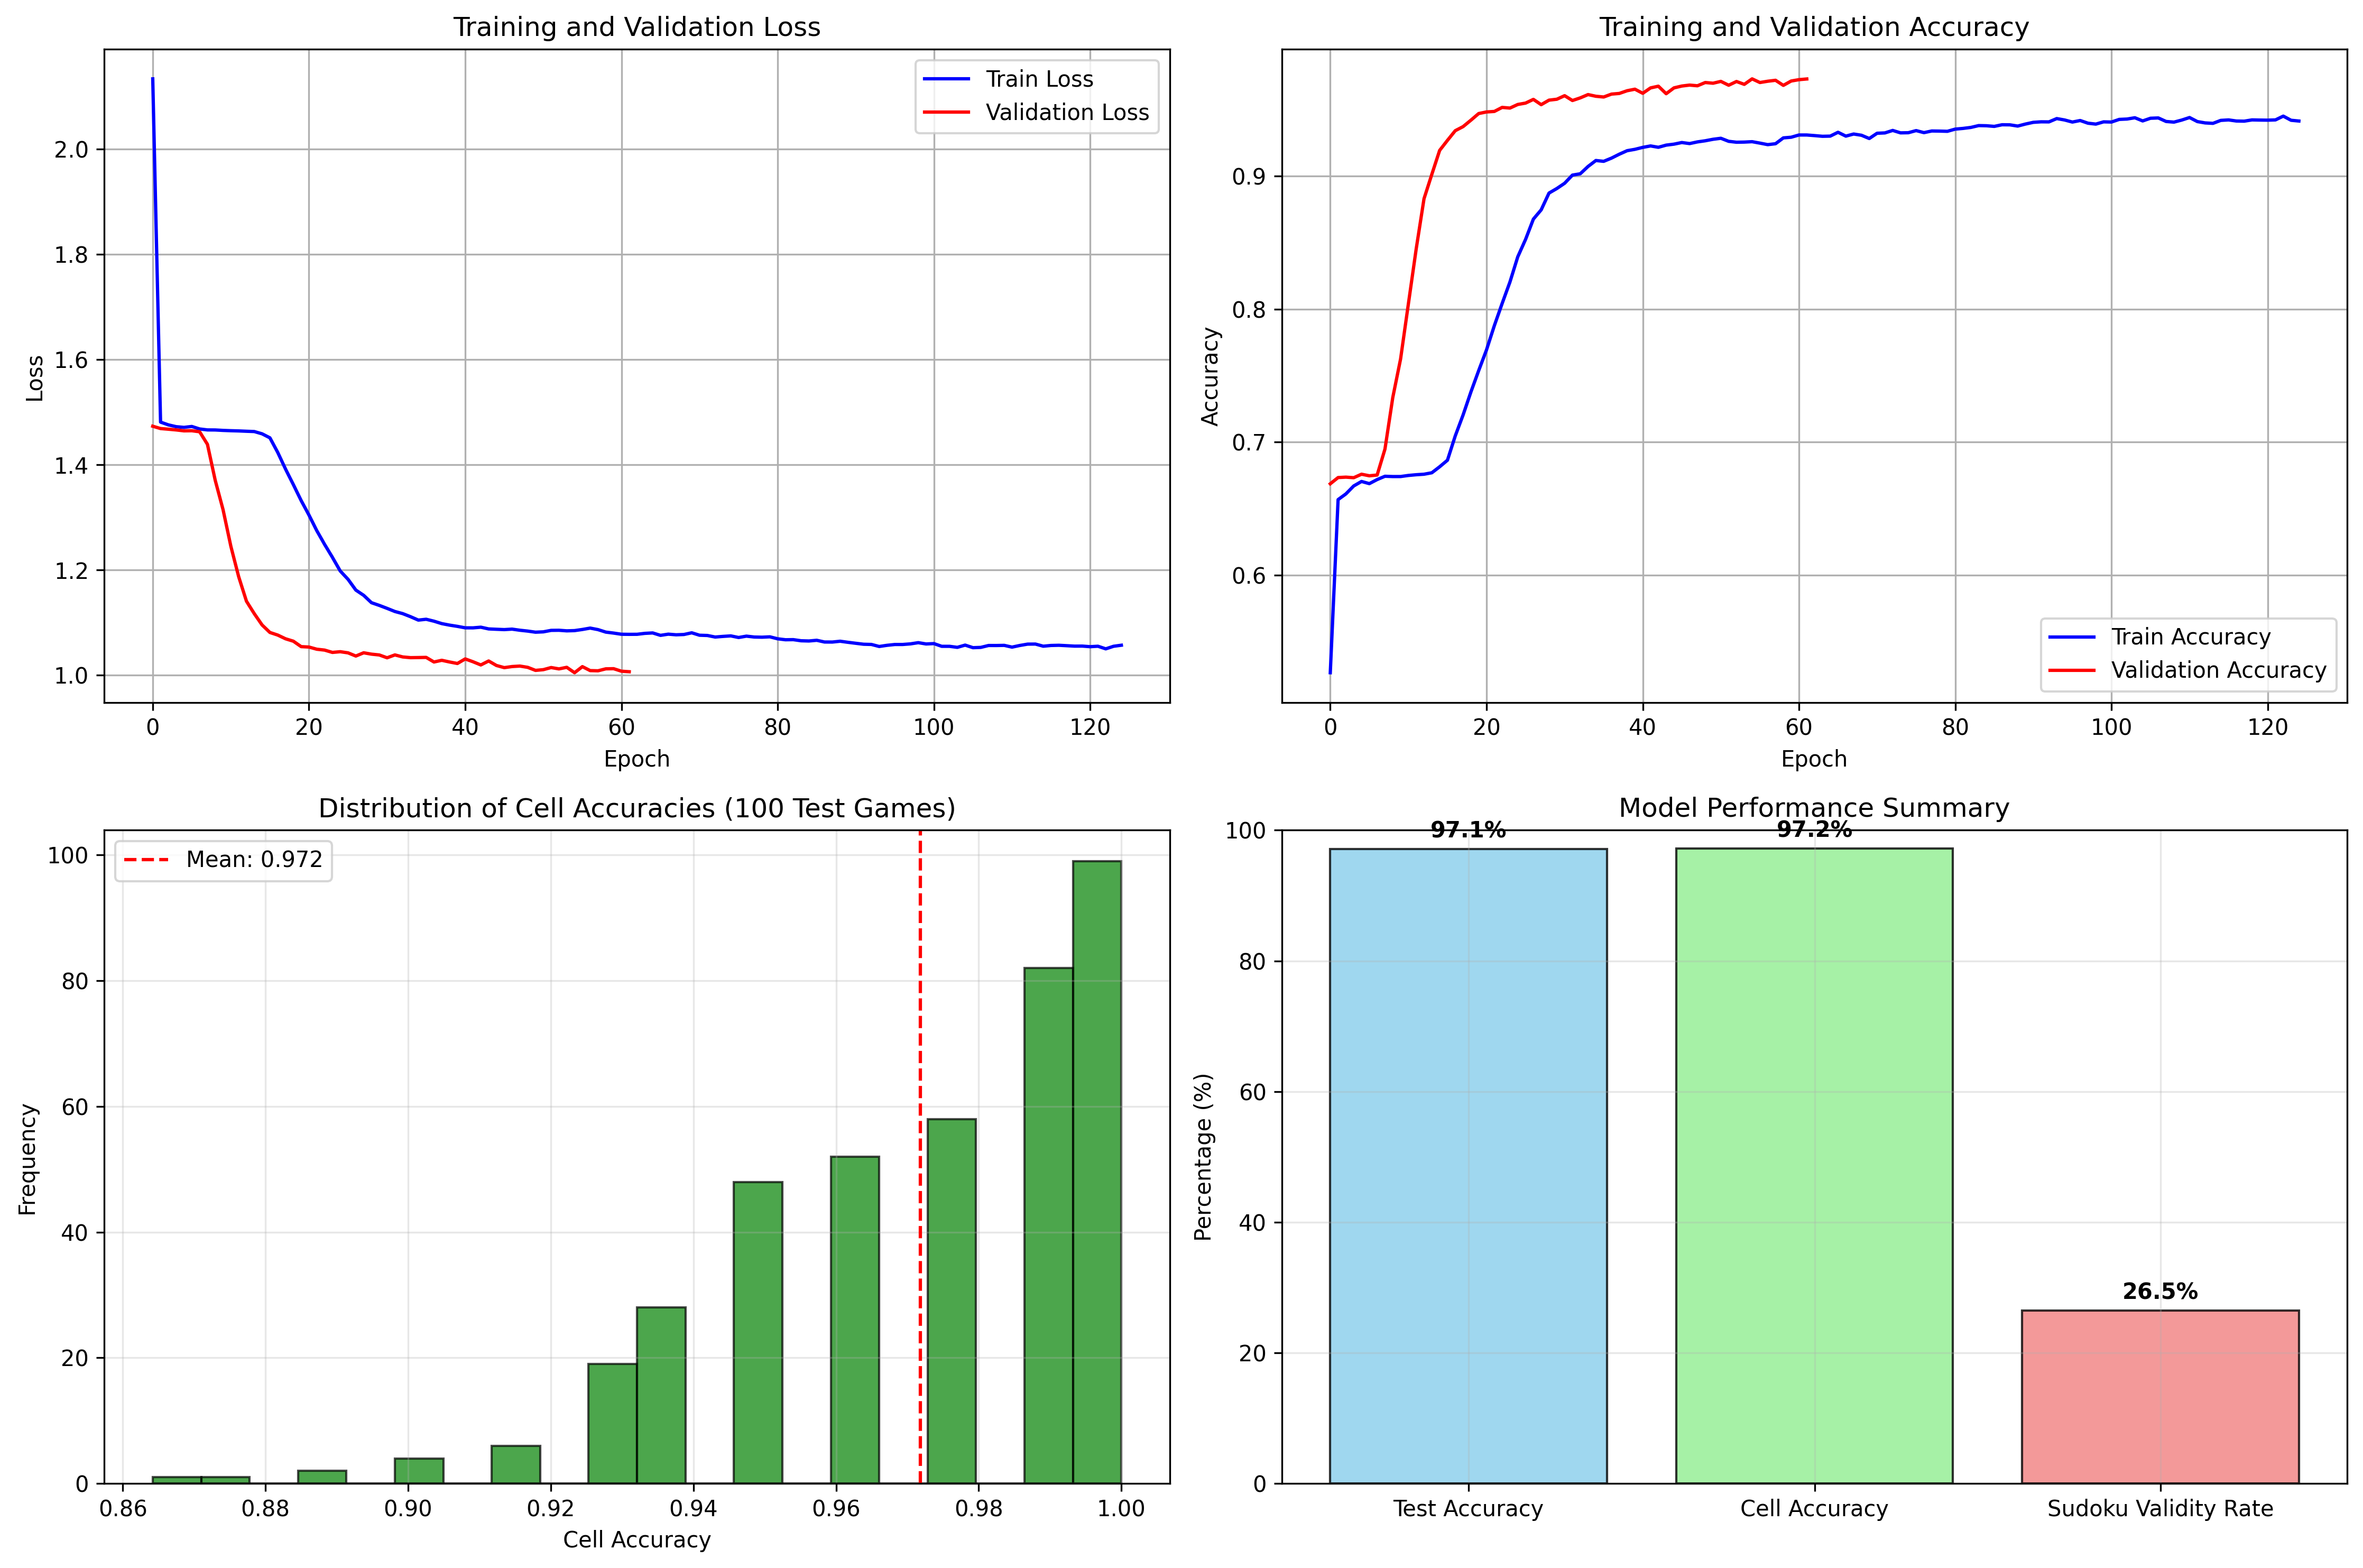 Training and Validation Loss
Train Loss
Validation Loss
2.0
1.8
1.6
1.4
1.2
1.0
Loss
0 20 40 60 80 100 120
Epoch
Training and Validation Accuracy
0.9
0.8
0.7
0.6
Accuracy
Train Accuracy
Validation Accuracy
0 20 40 60 80 100 120
Epoch
Distribution of Cell Accuracies (100 Test Games)
Mean: 0.972
100
80
60
40
20
0
Frequency
0.86 0.88 0.90 0.92 0.94 0.96 0.98 1.00
Cell Accuracy
Model Performance Summary
97.1% 97.2%
26.5%
100
80
60
40
20
0
Percentage (%)
Test Accuracy Cell Accuracy Sudoku Validity Rate